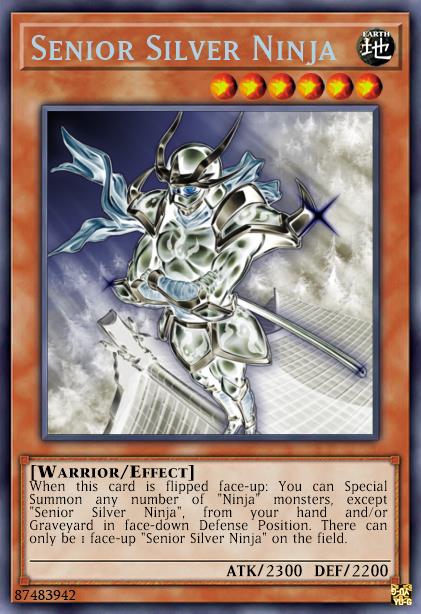 Senior Silver Ninja
EARTH
地
[Warrior/Effect]
When this card is flipped face-up: You can Special
Summon any number of "Ninja" monsters, except
"Senior Silver Ninja", from your hand and/or
Graveyard in face-down Defense Position. There can
only be 1 face-up "Senior Silver Ninja" on the field.
ATK/2300 DEF/2200
87483942